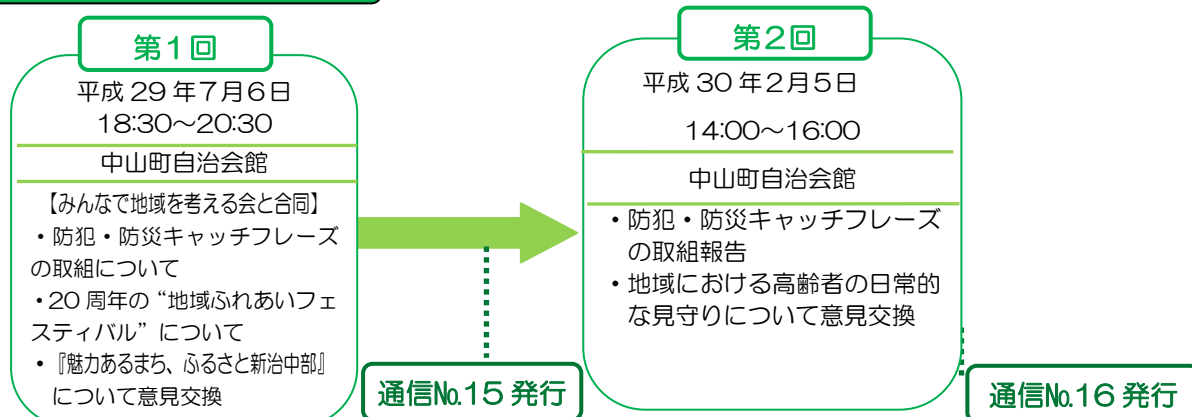 第1回
平成 29 年7月6日
18:30～20:30
中山町自治会館
【みんなで地域を考える会と合同】
・防犯・防災キャッチフレーズ
の取組について
・20 周年の“地域ふれあいフェ
スティバル”について
・『魅力あるまち、ふるさと新治中部』
について意見交換
通信№15 発行
第2回
平成 30 年2月5日
14:00～16:00
中山町自治会館
・防犯・防災キャッチフレーズ
の取組報告
・地域における高齢者の日常的
な見守りについて意見交換
通信№16 発行